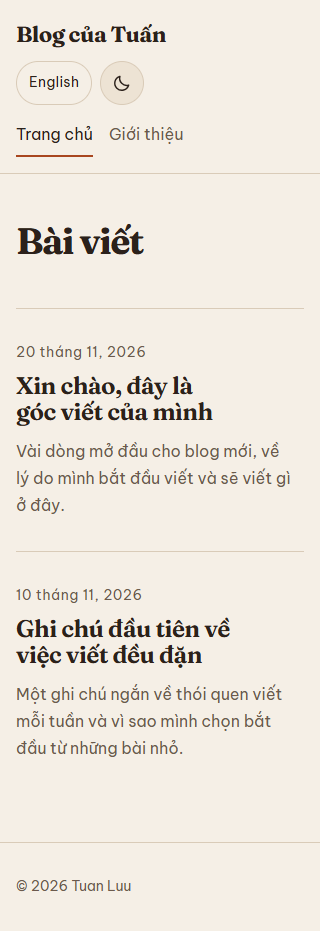 Blog của Tuấn
English
Trang chủ Giới thiệu
Bài viết
20 tháng 11, 2026
Xin chào, đây là
góc viết của mình
Vài dòng mở đầu cho blog mới, về
lý do mình bắt đầu viết và sẽ viết gì
ở đây.
10 tháng 11, 2026
Ghi chú đầu tiên về
việc viết đều đặn
Một ghi chú ngắn về thói quen viết
mỗi tuần và vì sao mình chọn bắt
đầu từ những bài nhỏ.
© 2026 Tuan Luu